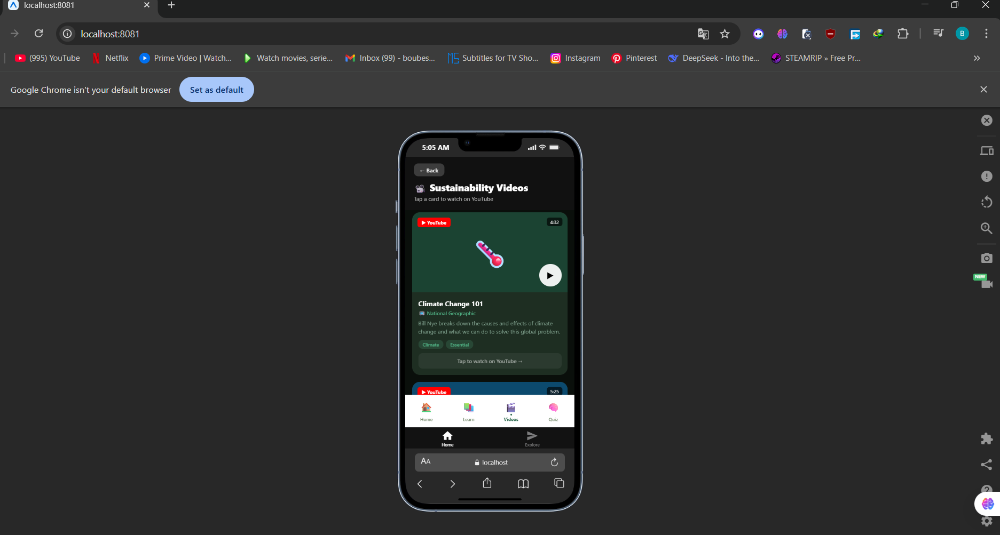 localhost:8081
localhost:8081
B
(995) YouTube
Netflix
Prime Video | Watch...
Watch movies, serie...
Inbox (99) - boubes...
Subtitles for TV Sho...
Instagram
Pinterest
DeepSeek - Into the...
STEAMRIP » Free Pr...
Google Chrome isn't your default browser
Set as default
5:05 AM
← Back
Sustainability Videos
Tap a card to watch on YouTube
▶ YouTube
4:32
Climate Change 101
National Geographic
Bill Nye breaks down the causes and effects of climate
change and what we can do to solve this global problem.
Climate
Essential
Tap to watch on YouTube →
▶ YouTube
5:25
Home
Learn
Videos
Quiz
Home
Explore
AA
localhost
NEW